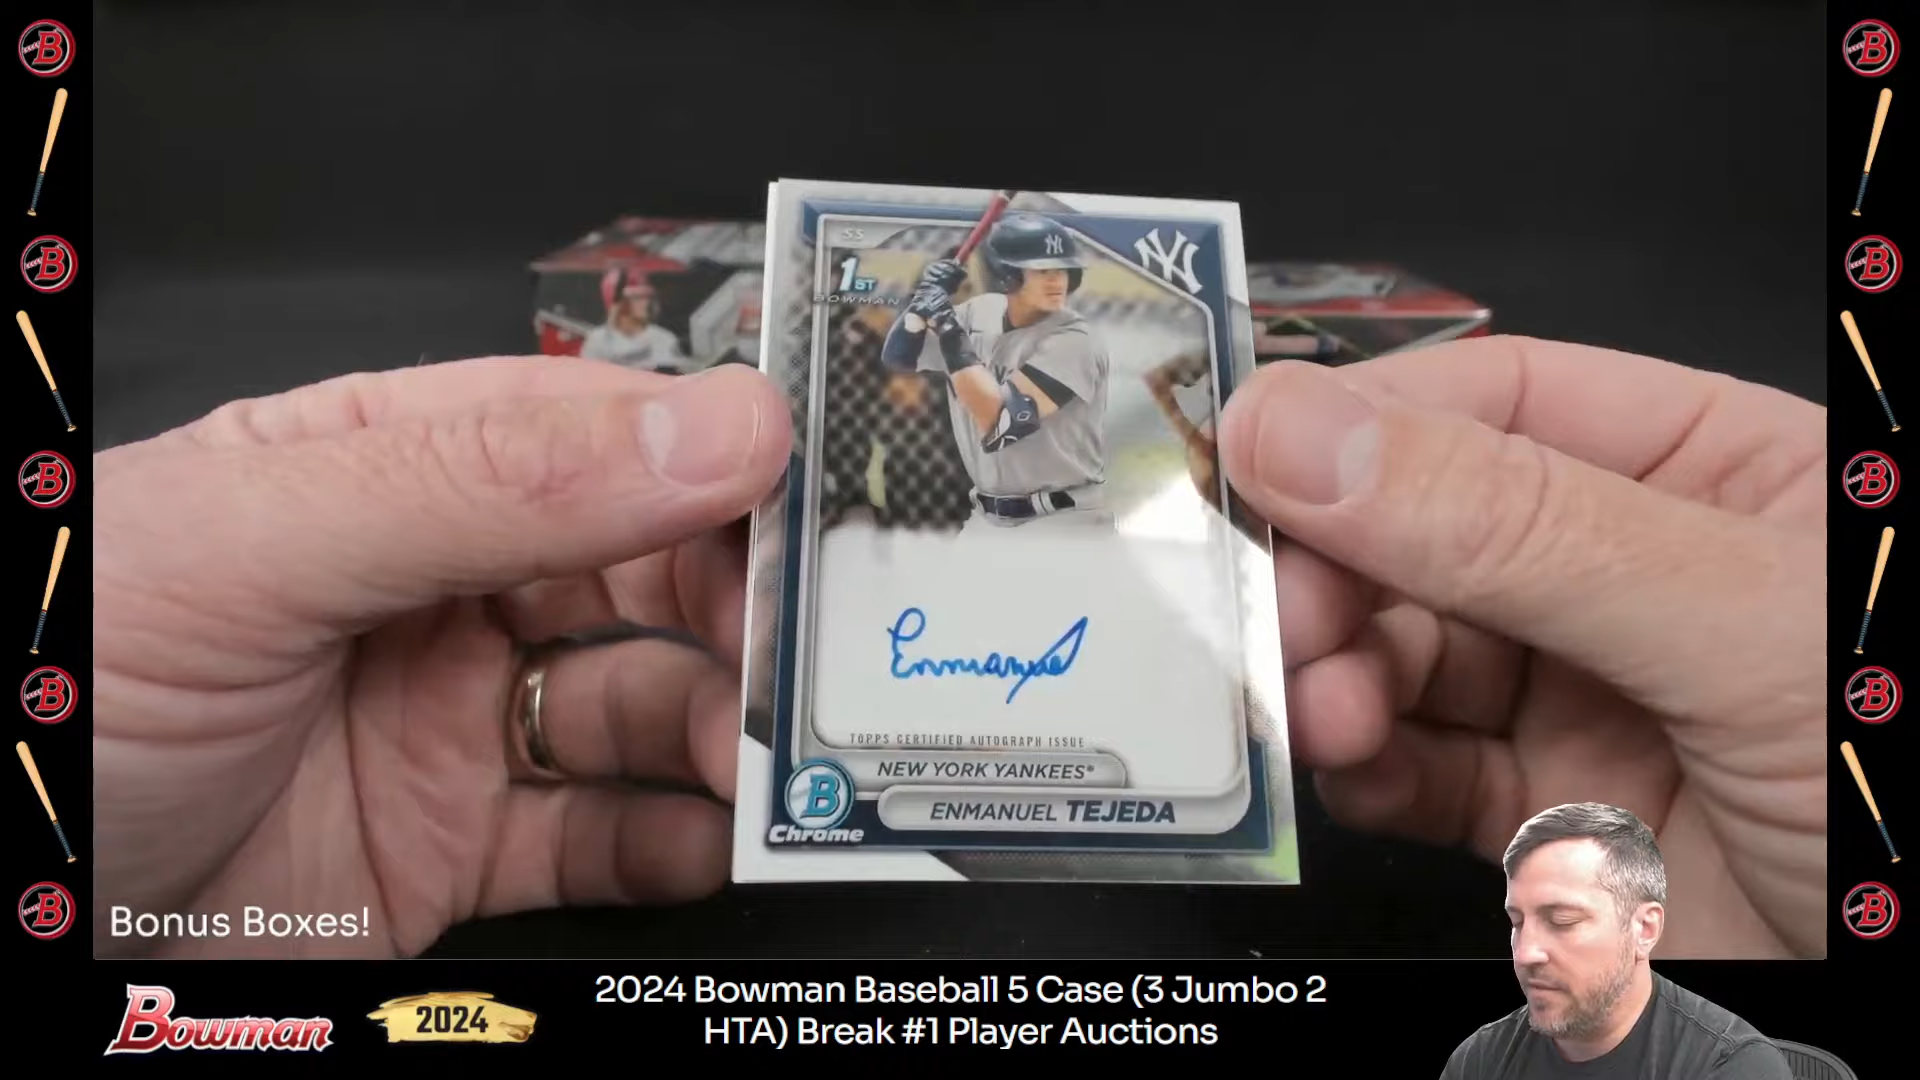 SS
1ST
BOWMAN
NY
NY
Enmanuel
TOPPS CERTIFIED AUTOGRAPH ISSUE
NEW YORK YANKEES®
ENMANUEL TEJEDA
B
Chrome
Bonus Boxes!
Bowman
2024
2024 Bowman Baseball 5 Case (3 Jumbo 2
HTA) Break #1 Player Auctions